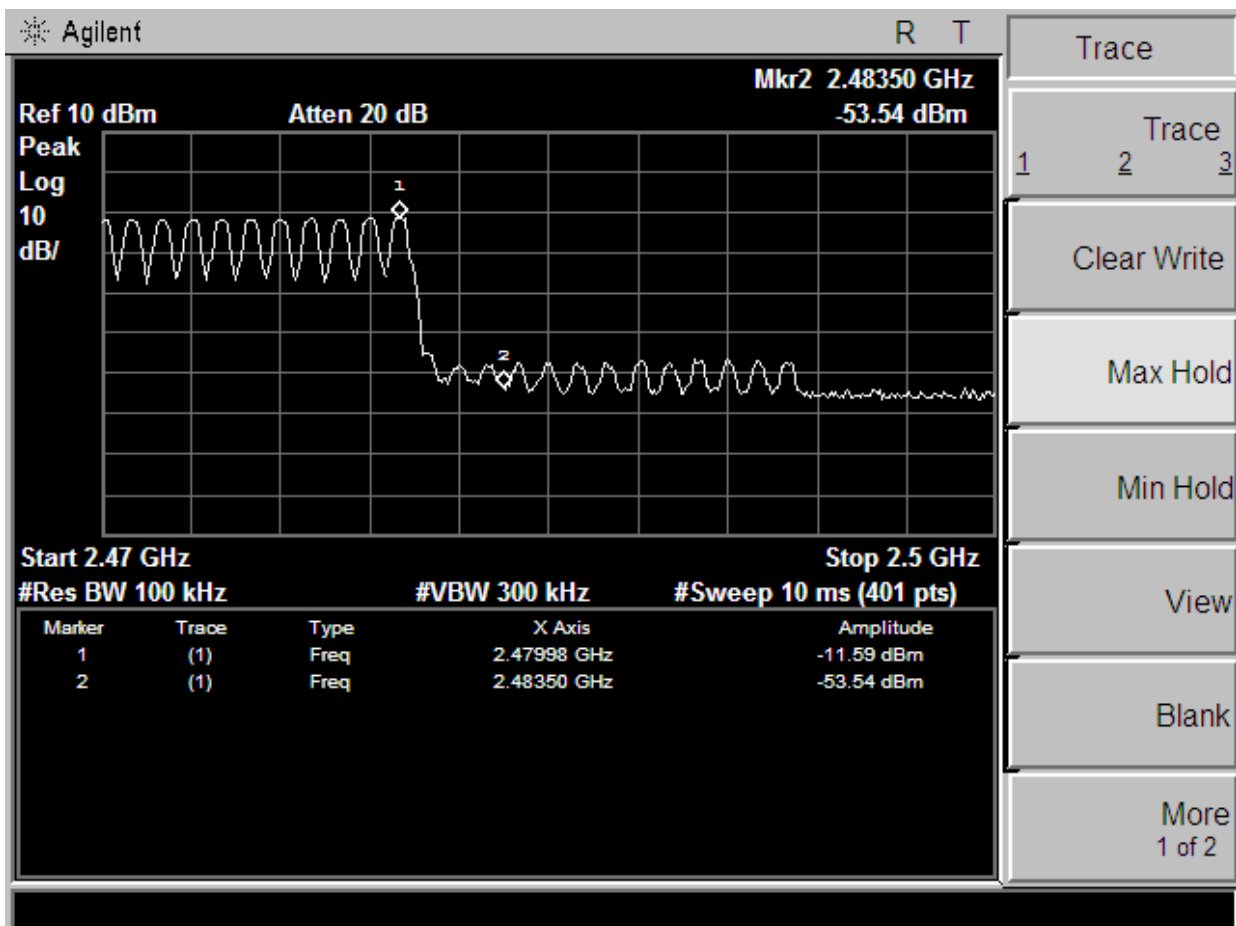 Agilent R T
Mkr2 2.48350 GHz
Ref 10 dBm Atten 20 dB -53.54 dBm
Peak
Log
10
dB/
1
2
Start 2.47 GHz Stop 2.5 GHz
#Res BW 100 kHz #VBW 300 kHz #Sweep 10 ms (401 pts)
Marker Trace Type X Axis Amplitude
1 (1) Freq 2.47998 GHz -11.59 dBm
2 (1) Freq 2.48350 GHz -53.54 dBm
Trace
Trace
1 2 3
Clear Write
Max Hold
Min Hold
View
Blank
More
1 of 2